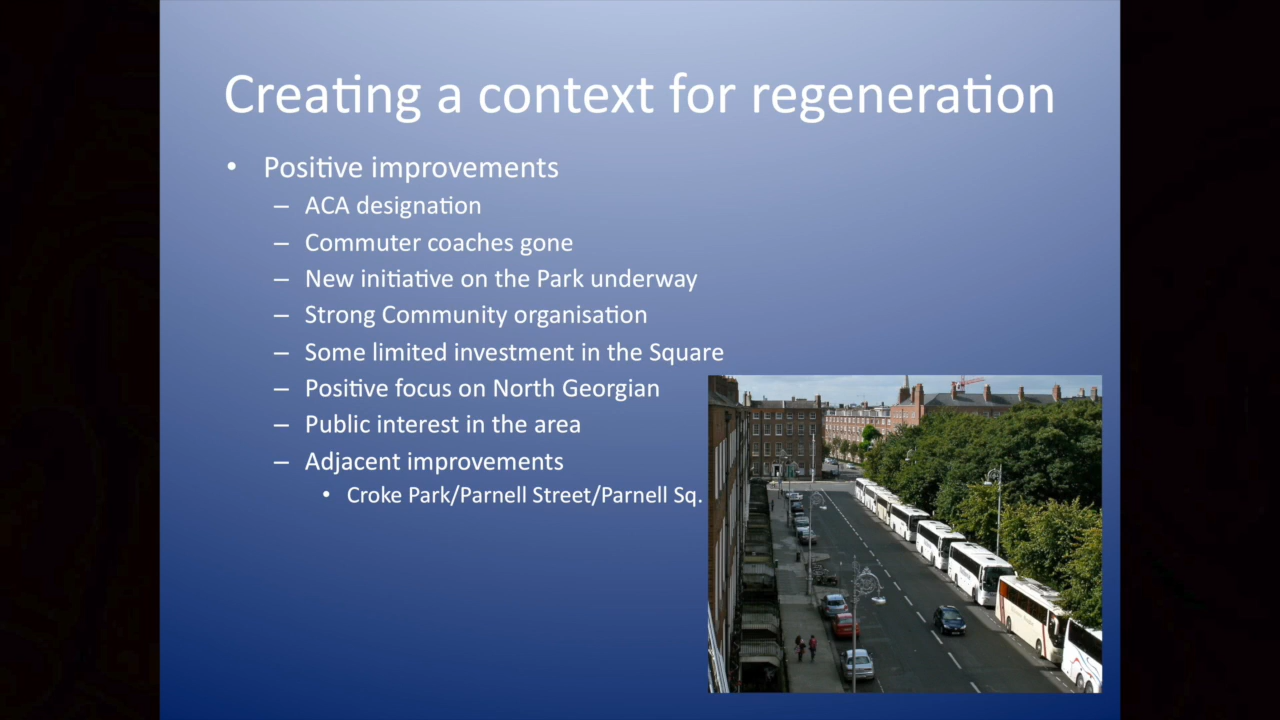 Creating a context for regeneration
• Positive improvements
– ACA designation
– Commuter coaches gone
– New initiative on the Park underway
– Strong Community organisation
– Some limited investment in the Square
– Positive focus on North Georgian
– Public interest in the area
– Adjacent improvements
• Croke Park/Parnell Street/Parnell Sq.